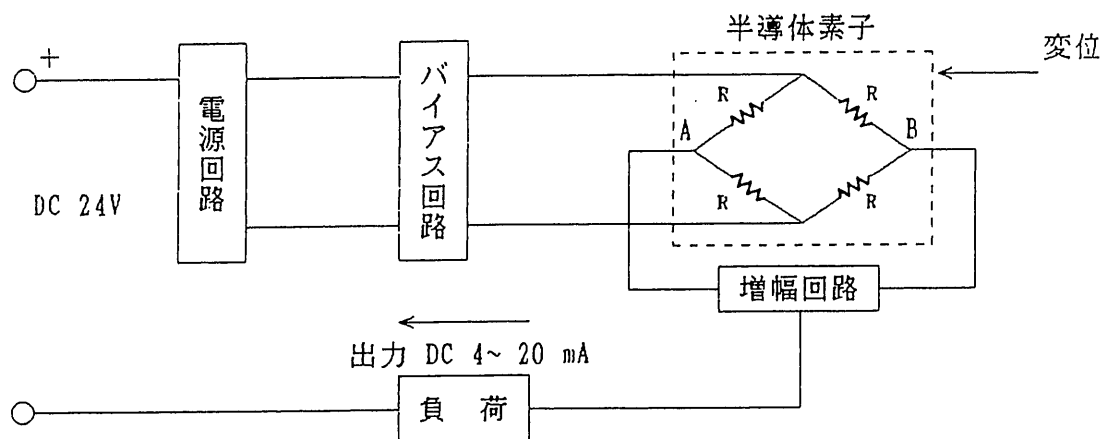 半導体素子
変位
+
電源回路
バイアス回路
R
R
A
B
R
R
DC 24V
増幅回路
出力 DC 4~ 20 mA
負 荷